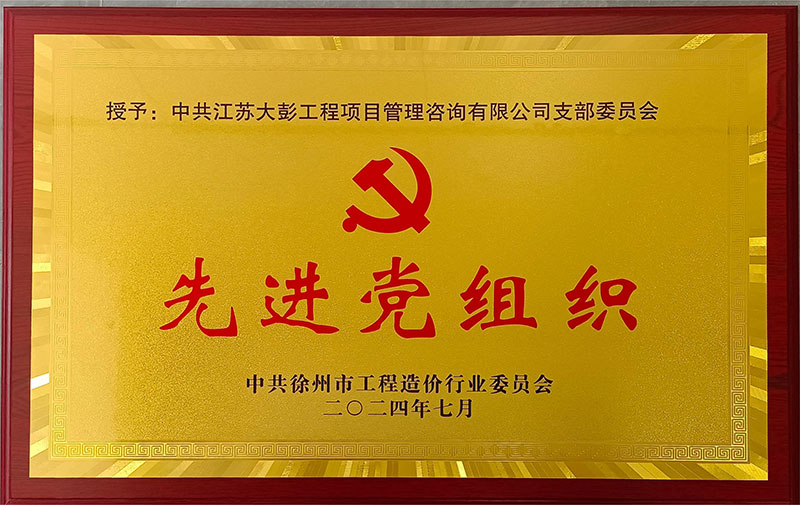 授予：中共江苏大彭工程项目管理咨询有限公司支部委员会
先进党组织
中共徐州市工程造价行业委员会
二〇二四年七月